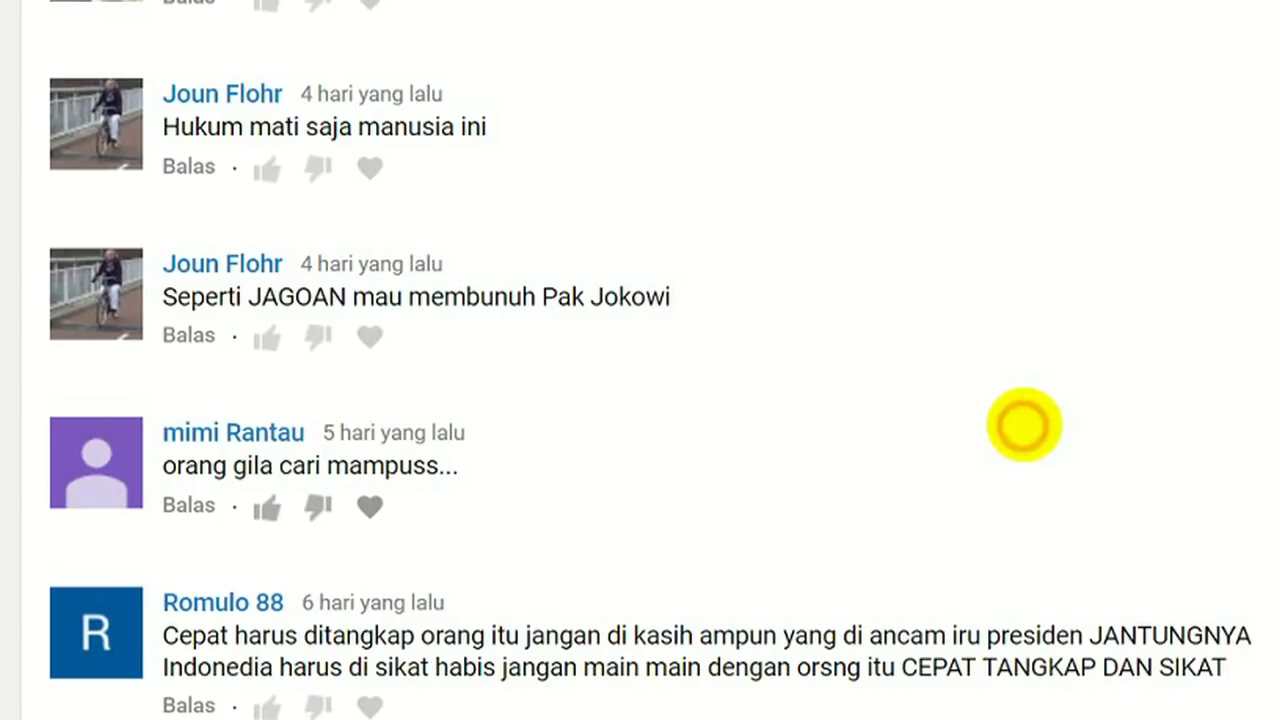 Balas
Joun Flohr 4 hari yang lalu
Hukum mati saja manusia ini
Balas ·
Joun Flohr 4 hari yang lalu
Seperti JAGOAN mau membunuh Pak Jokowi
Balas ·
mimi Rantau 5 hari yang lalu
orang gila cari mampuss...
Balas ·
R
Romulo 88 6 hari yang lalu
Cepat harus ditangkap orang itu jangan di kasih ampun yang di ancam iru presiden JANTUNGNYA
Indonedia harus di sikat habis jangan main main dengan orsng itu CEPAT TANGKAP DAN SIKAT
Balas ·